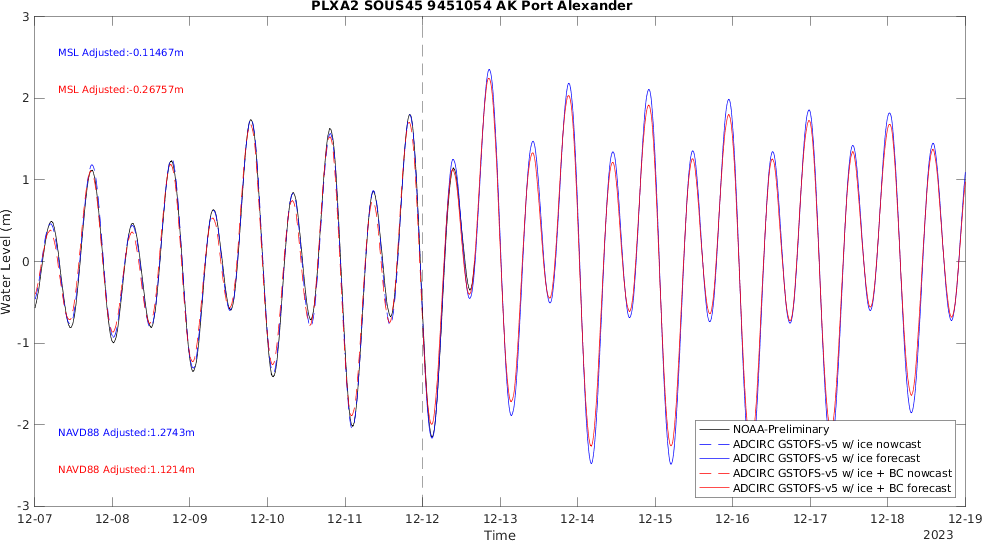 PLXA2 SOUS45 9451054 AK Port Alexander
3
2
1
0
-1
-2
-3
Water Level (m)
MSL Adjusted:-0.11467m
MSL Adjusted:-0.26757m
NAVD88 Adjusted:1.2743m
NAVD88 Adjusted:1.1214m
NOAA-Preliminary
ADCIRC GSTOFS-v5 w/ ice nowcast
ADCIRC GSTOFS-v5 w/ ice forecast
ADCIRC GSTOFS-v5 w/ ice + BC nowcast
ADCIRC GSTOFS-v5 w/ ice + BC forecast
12-07 12-08 12-09 12-10 12-11 12-12 12-13 12-14 12-15 12-16 12-17 12-18 12-19
Time
2023